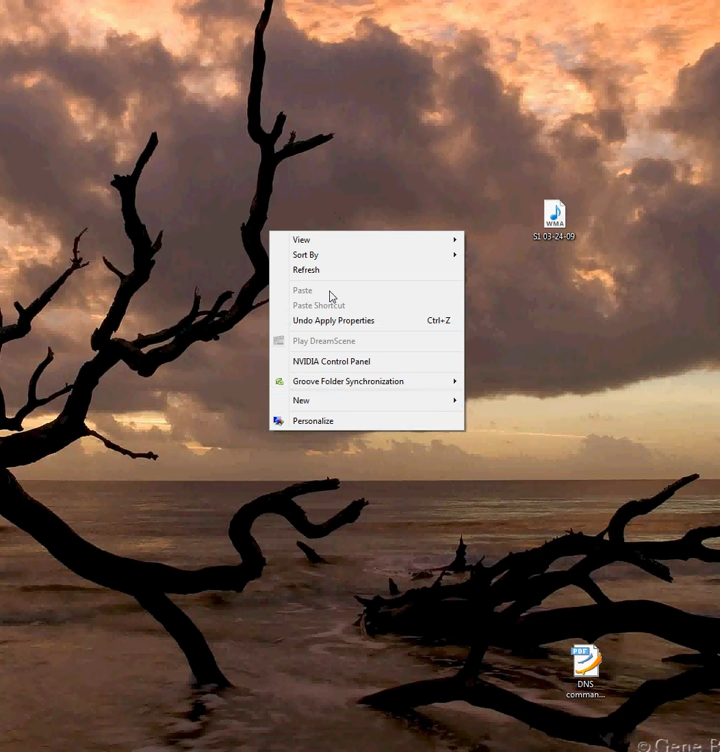 WMA
S1 03-24-09
View
Sort By
Refresh
Paste
Paste Shortcut
Undo Apply Properties Ctrl+Z
Play DreamScene
NVIDIA Control Panel
Groove Folder Synchronization
New
Personalize
PDF
DNS
comman...
© Gene